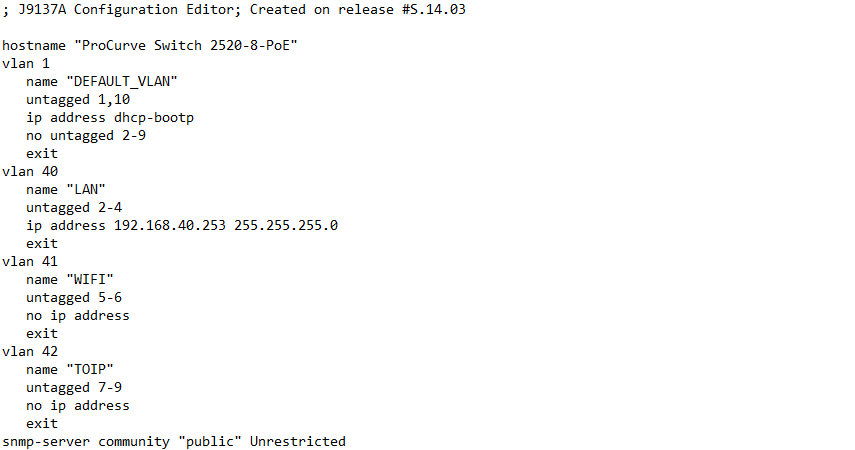 ; J9137A Configuration Editor; Created on release #S.14.03

hostname "ProCurve Switch 2520-8-PoE"
vlan 1
   name "DEFAULT_VLAN"
   untagged 1,10
   ip address dhcp-bootp
   no untagged 2-9
   exit
vlan 40
   name "LAN"
   untagged 2-4
   ip address 192.168.40.253 255.255.255.0
   exit
vlan 41
   name "WIFI"
   untagged 5-6
   no ip address
   exit
vlan 42
   name "TOIP"
   untagged 7-9
   no ip address
   exit
snmp-server community "public" Unrestricted